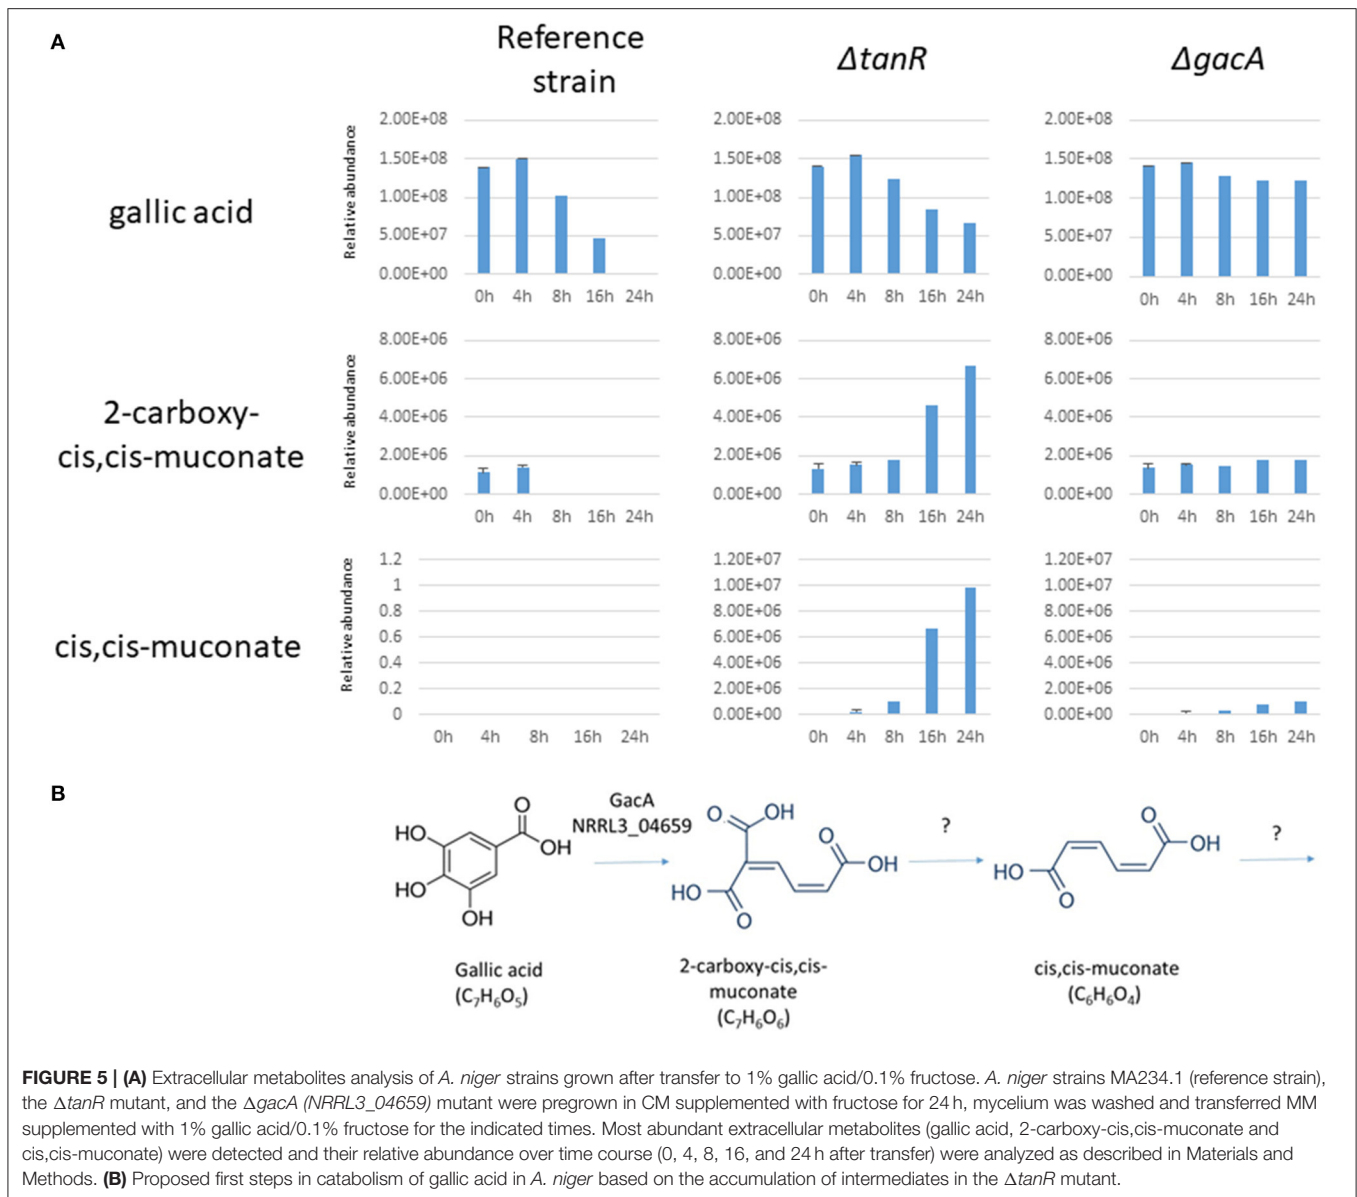 A
Reference
strain
ΔtanR
ΔgacA
gallic acid
Relative abundance
2.00E+08
1.50E+08
1.00E+08
5.00E+07
0.00E+00
0h 4h 8h 16h 24h
2.00E+08
1.50E+08
1.00E+08
5.00E+07
0.00E+00
0h 4h 8h 16h 24h
2.00E+08
1.50E+08
1.00E+08
5.00E+07
0.00E+00
0h 4h 8h 16h 24h
2-carboxy-
cis,cis-muconate
Relative abundance
8.00E+06
6.00E+06
4.00E+06
2.00E+06
0.00E+00
0h 4h 8h 16h 24h
8.00E+06
6.00E+06
4.00E+06
2.00E+06
0.00E+00
0h 4h 8h 16h 24h
8.00E+06
6.00E+06
4.00E+06
2.00E+06
0.00E+00
0h 4h 8h 16h 24h
cis,cis-muconate
Relative abundance
1.2
1
0.8
0.6
0.4
0.2
0
0h 4h 8h 16h 24h
1.20E+07
1.00E+07
8.00E+06
6.00E+06
4.00E+06
2.00E+06
0.00E+00
0h 4h 8h 16h 24h
1.20E+07
1.00E+07
8.00E+06
6.00E+06
4.00E+06
2.00E+06
0.00E+00
0h 4h 8h 16h 24h
B
HO
HO
OH
O
OH
GacA
NRRL3_04659
O
OH
HO
O
O
OH
?
HO
O
O
OH
?
Gallic acid
(C₇H₆O₅)
2-carboxy-cis,cis-
muconate
(C₇H₆O₆)
cis,cis-muconate
(C₆H₆O₄)
FIGURE 5 | (A) Extracellular metabolites analysis of A. niger strains grown after transfer to 1% gallic acid/0.1% fructose. A. niger strains MA234.1 (reference strain),
the ΔtanR mutant, and the ΔgacA (NRRL3_04659) mutant were pregrown in CM supplemented with fructose for 24 h, mycelium was washed and transferred MM
supplemented with 1% gallic acid/0.1% fructose for the indicated times. Most abundant extracellular metabolites (gallic acid, 2-carboxy-cis,cis-muconate and
cis,cis-muconate) were detected and their relative abundance over time course (0, 4, 8, 16, and 24 h after transfer) were analyzed as described in Materials and
Methods. (B) Proposed first steps in catabolism of gallic acid in A. niger based on the accumulation of intermediates in the ΔtanR mutant.